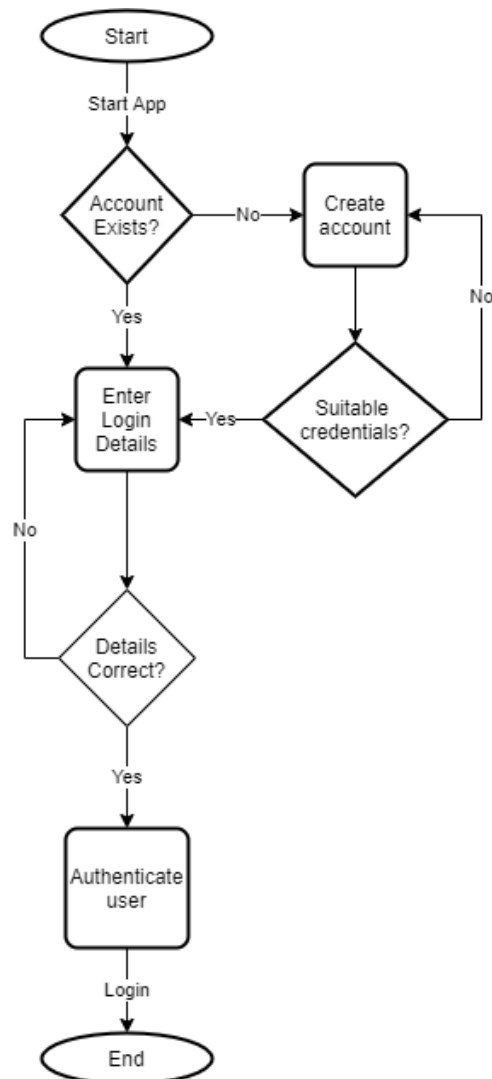 Start
Start App
Account
Exists?
No
Create
account
No
Yes
Enter
Login
Details
Yes
Suitable
credentials?
No
Details
Correct?
Yes
Authenticate
user
Login
End